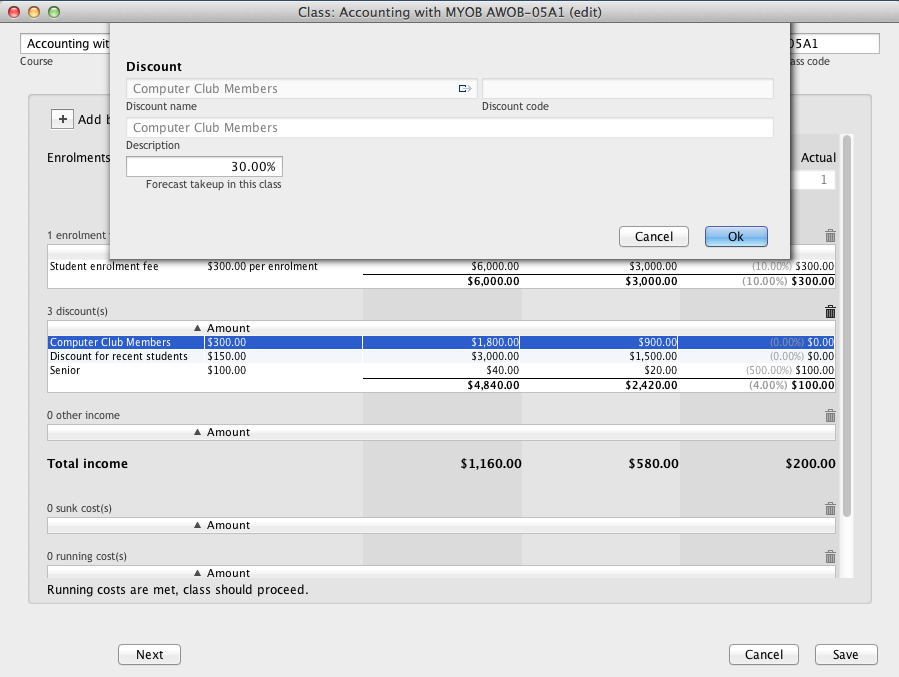 Class: Accounting with MYOB AWOB-05A1 (edit)
Accounting wit
05A1
Course
ass code
Discount
Computer Club Members
Discount name
Discount code
Computer Club Members
Description
30.00%
Forecast takeup in this class
Cancel
Ok
+ Add
Enrolments
Actual
1
1 enrolment
Student enrolment fee $300.00 per enrolment $6,000.00 $3,000.00 (10.00%) $300.00
$6,000.00 $3,000.00 (10.00%) $300.00
3 discount(s)
Amount
Computer Club Members $300.00 $1,800.00 $900.00 (0.00%) $0.00
Discount for recent students $150.00 $3,000.00 $1,500.00 (0.00%) $0.00
Senior $100.00 $40.00 $20.00 (500.00%) $100.00
$4,840.00 $2,420.00 (4.00%) $100.00
0 other income
Amount
Total income $1,160.00 $580.00 $200.00
0 sunk cost(s)
Amount
0 running cost(s)
Amount
Running costs are met, class should proceed.
Next
Cancel
Save